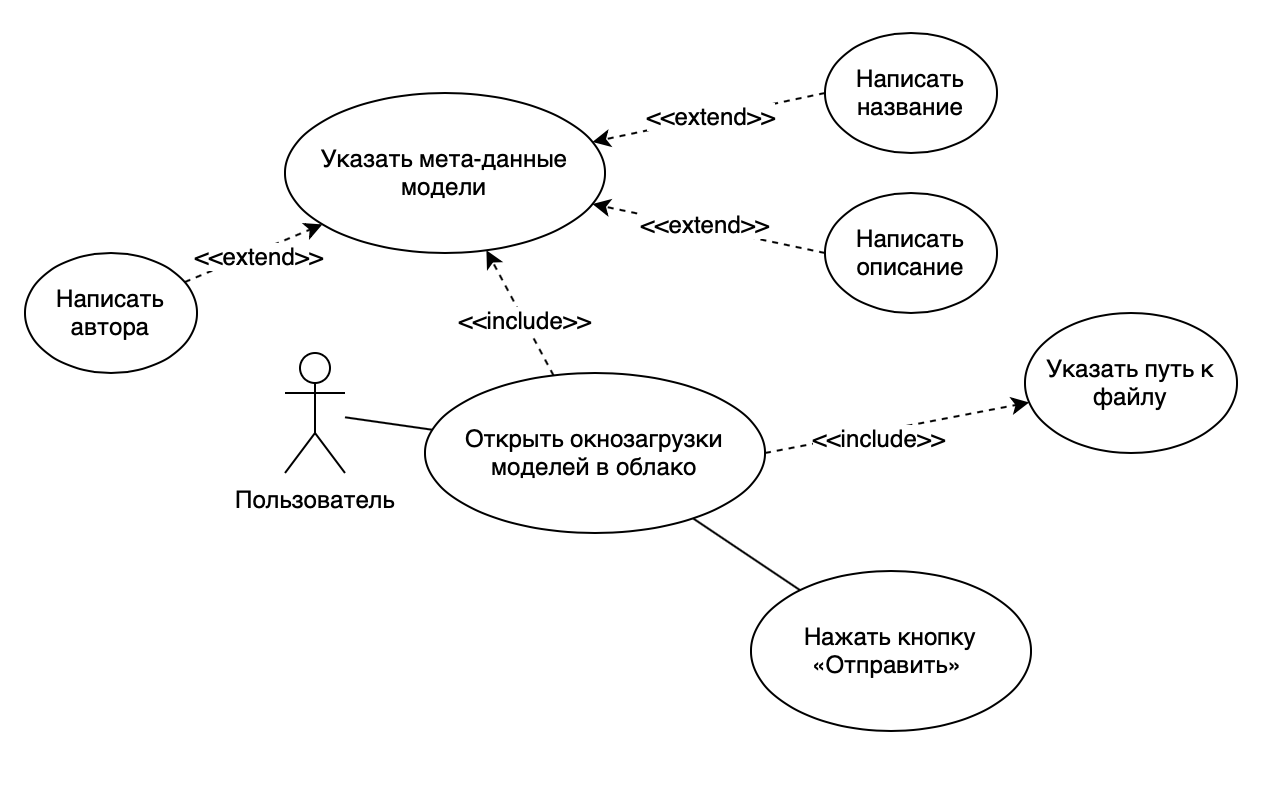 Написать
название
<<extend>>
Указать мета-данные
модели
<<extend>>
Написать
описание
<<extend>>
Написать
автора
<<include>>
Указать путь к
файлу
Открыть окнозагрузки
моделей в облако
<<include>>
Пользователь
Нажать кнопку
«Отправить»